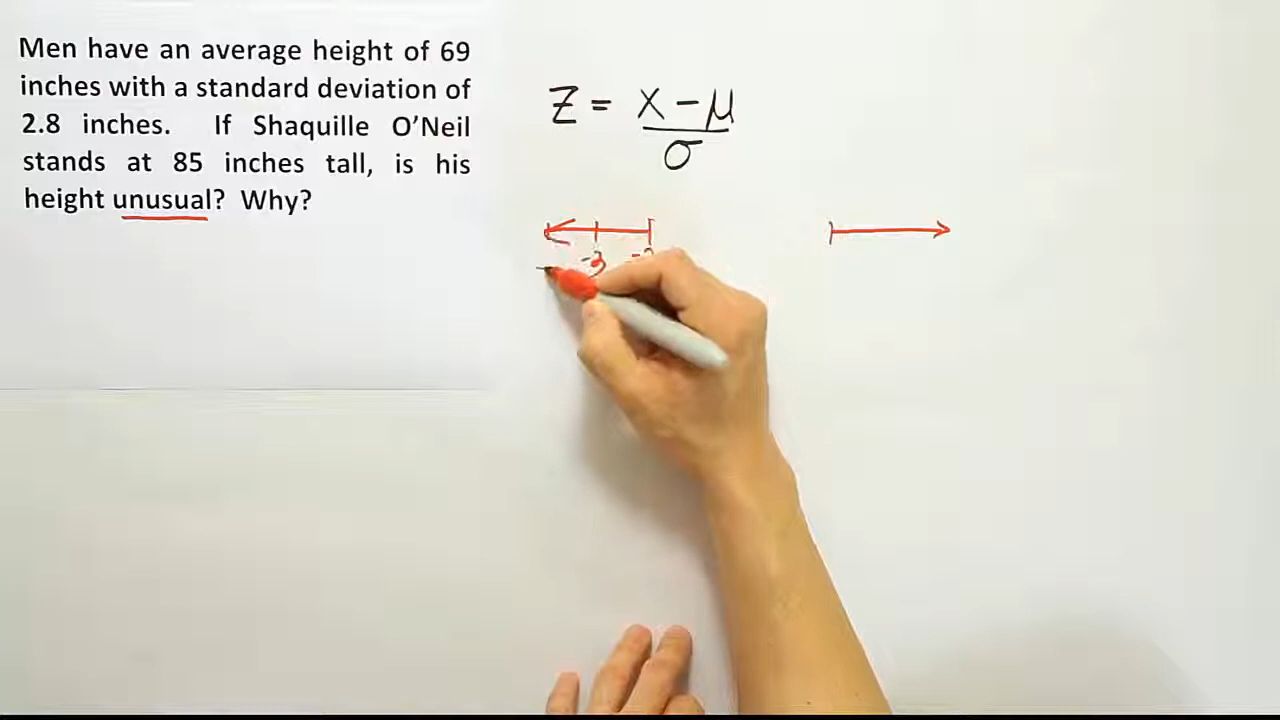 Men have an average height of 69
inches with a standard deviation of
2.8 inches. If Shaquille O'Neil
stands at 85 inches tall, is his
height unusual? Why?
Z = x - μ
σ
-3